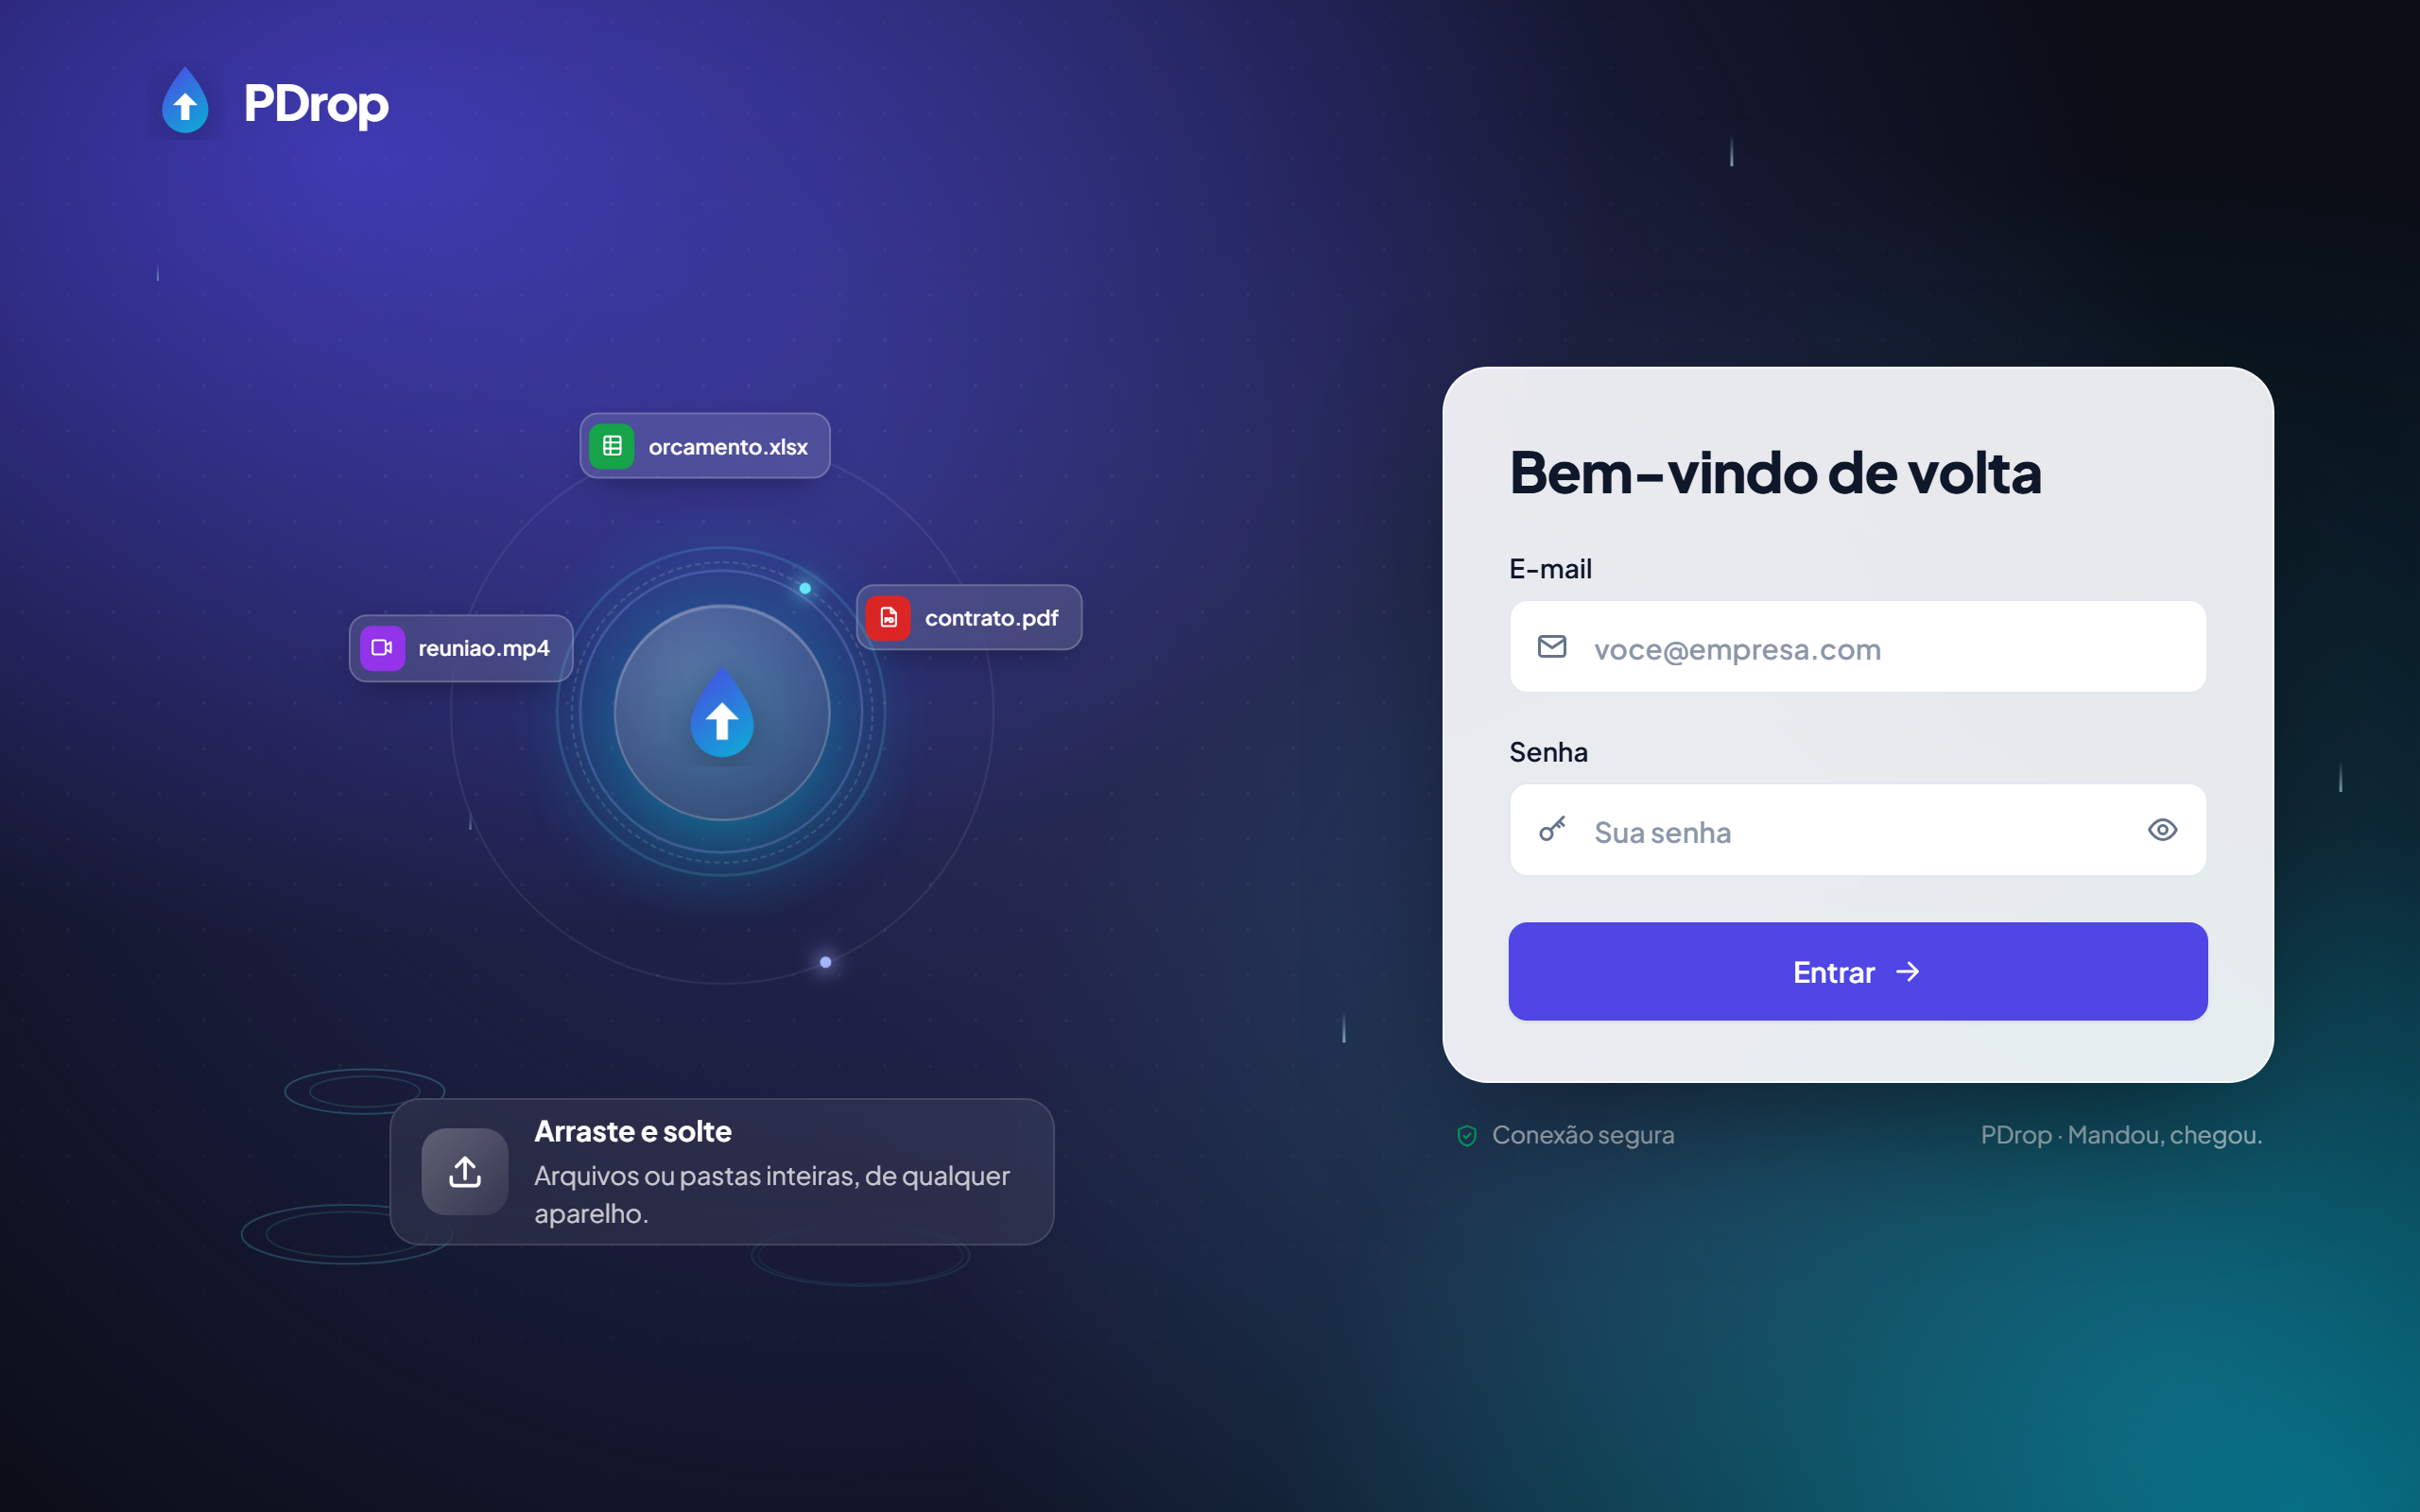 PDrop
orcamento.xlsx
contrato.pdf
reuniao.mp4
Arraste e solte
Arquivos ou pastas inteiras, de qualquer
aparelho.
Bem-vindo de volta
E-mail
voce@empresa.com
Senha
Sua senha
Entrar
Conexão segura
PDrop · Mandou, chegou.